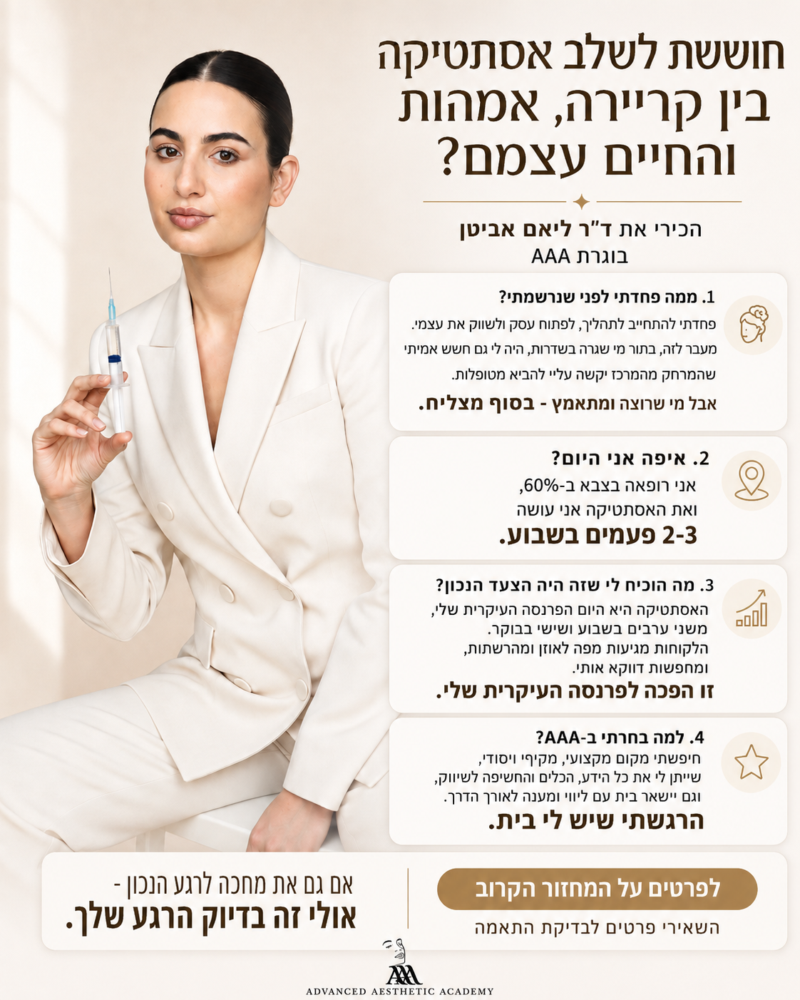 חוששת לשלב אסתטיקה
בין קריירה, אמהות
והחיים עצמם?
הכירי את ד"ר ליאם אביטן
בוגרת AAA
1. ממה פחדתי לפני שנרשמתי?
פחדתי להתחייב לתהליך, לפתוח עסק ולשווק את עצמי.
מעבר לזה, בתור מי שגרה בשדרות, היה לי גם חשש אמיתי
שהמרחק מהמרכז יקשה עליי להביא מטופלות.
אבל מי שרוצה ומתאמץ - בסוף מצליח.
2. איפה אני היום?
אני רופאה בצבא ב-60%,
ואת האסתטיקה אני עושה
2-3 פעמים בשבוע.
3. מה הוכיח לי שזה היה הצעד הנכון?
האסתטיקה היא היום הפרנסה העיקרית שלי,
משני ערבים בשבוע ושישי בבוקר.
הלקוחות מגיעות מפה לאוזן ומהרשתות,
ומחפשות דווקא אותי.
זו הפכה לפרנסה העיקרית שלי.
4. למה בחרתי ב-AAA?
חיפשתי מקום מקצועי, מקיף ויסודי,
שייתן לי את כל הידע, הכלים והחשיפה לשיווק,
וגם יישאר בית עם ליווי ומענה לאורך הדרך.
הרגשתי שיש לי בית.
לפרטים על המחזור הקרוב
השאירי פרטים לבדיקת התאמה
אם גם את מחכה לרגע הנכון -
אולי זה בדיוק הרגע שלך.
AAA
ADVANCED AESTHETIC ACADEMY